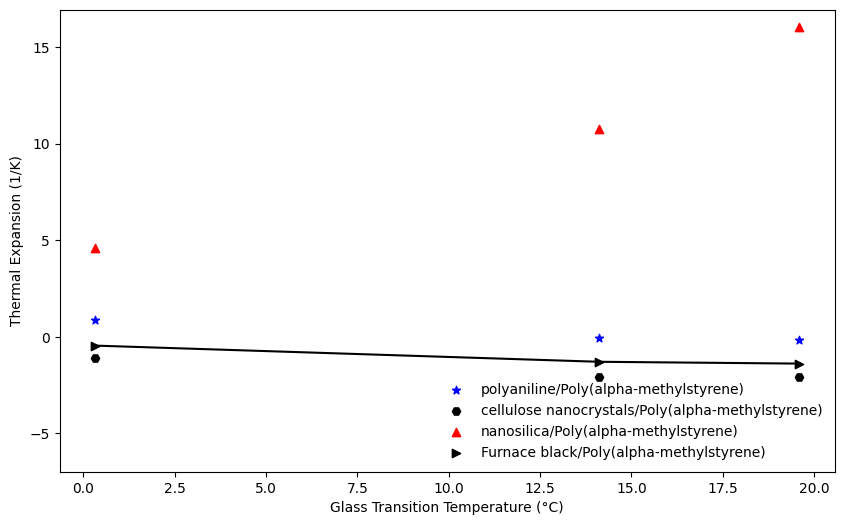 15
10
5
0
−5
Thermal Expansion (1/K)
polyaniline/Poly(alpha-methylstyrene)
cellulose nanocrystals/Poly(alpha-methylstyrene)
nanosilica/Poly(alpha-methylstyrene)
Furnace black/Poly(alpha-methylstyrene)
0.0 2.5 5.0 7.5 10.0 12.5 15.0 17.5 20.0
Glass Transition Temperature (°C)